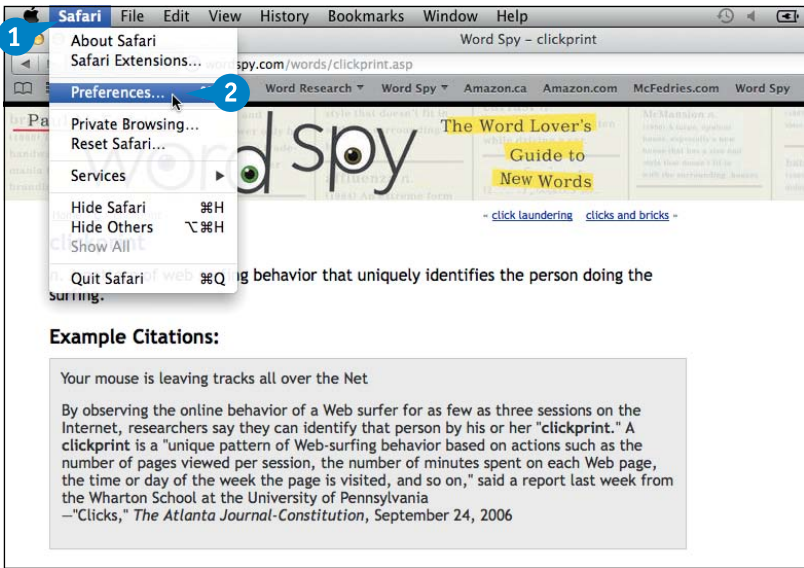 Safari File Edit View History Bookmarks Window Help
1
About Safari
Word Spy – clickprint
Safari Extensions...
spy.com/words/clickprint.asp
Preferences...
2
Word Research ▾ Word Spy ▾ Amazon.ca Amazon.com McFedries.com Word Spy
Private Browsing...
Reset Safari...
Services ▶
Hide Safari ⌘H
Hide Others ⌥⌘H
Show All
Quit Safari ⌘Q
Pa
word spy
The Word Lover's
Guide to
New Words
« click laundering clicks and bricks »
clickprint
of web surfing behavior that uniquely identifies the person doing the
surfing.
Example Citations:
Your mouse is leaving tracks all over the Net
By observing the online behavior of a Web surfer for as few as three sessions on the
Internet, researchers say they can identify that person by his or her "clickprint." A
clickprint is a "unique pattern of Web-surfing behavior based on actions such as the
number of pages viewed per session, the number of minutes spent on each Web page,
the time or day of the week the page is visited, and so on," said a report last week from
the Wharton School at the University of Pennsylvania
—"Clicks," The Atlanta Journal-Constitution, September 24, 2006